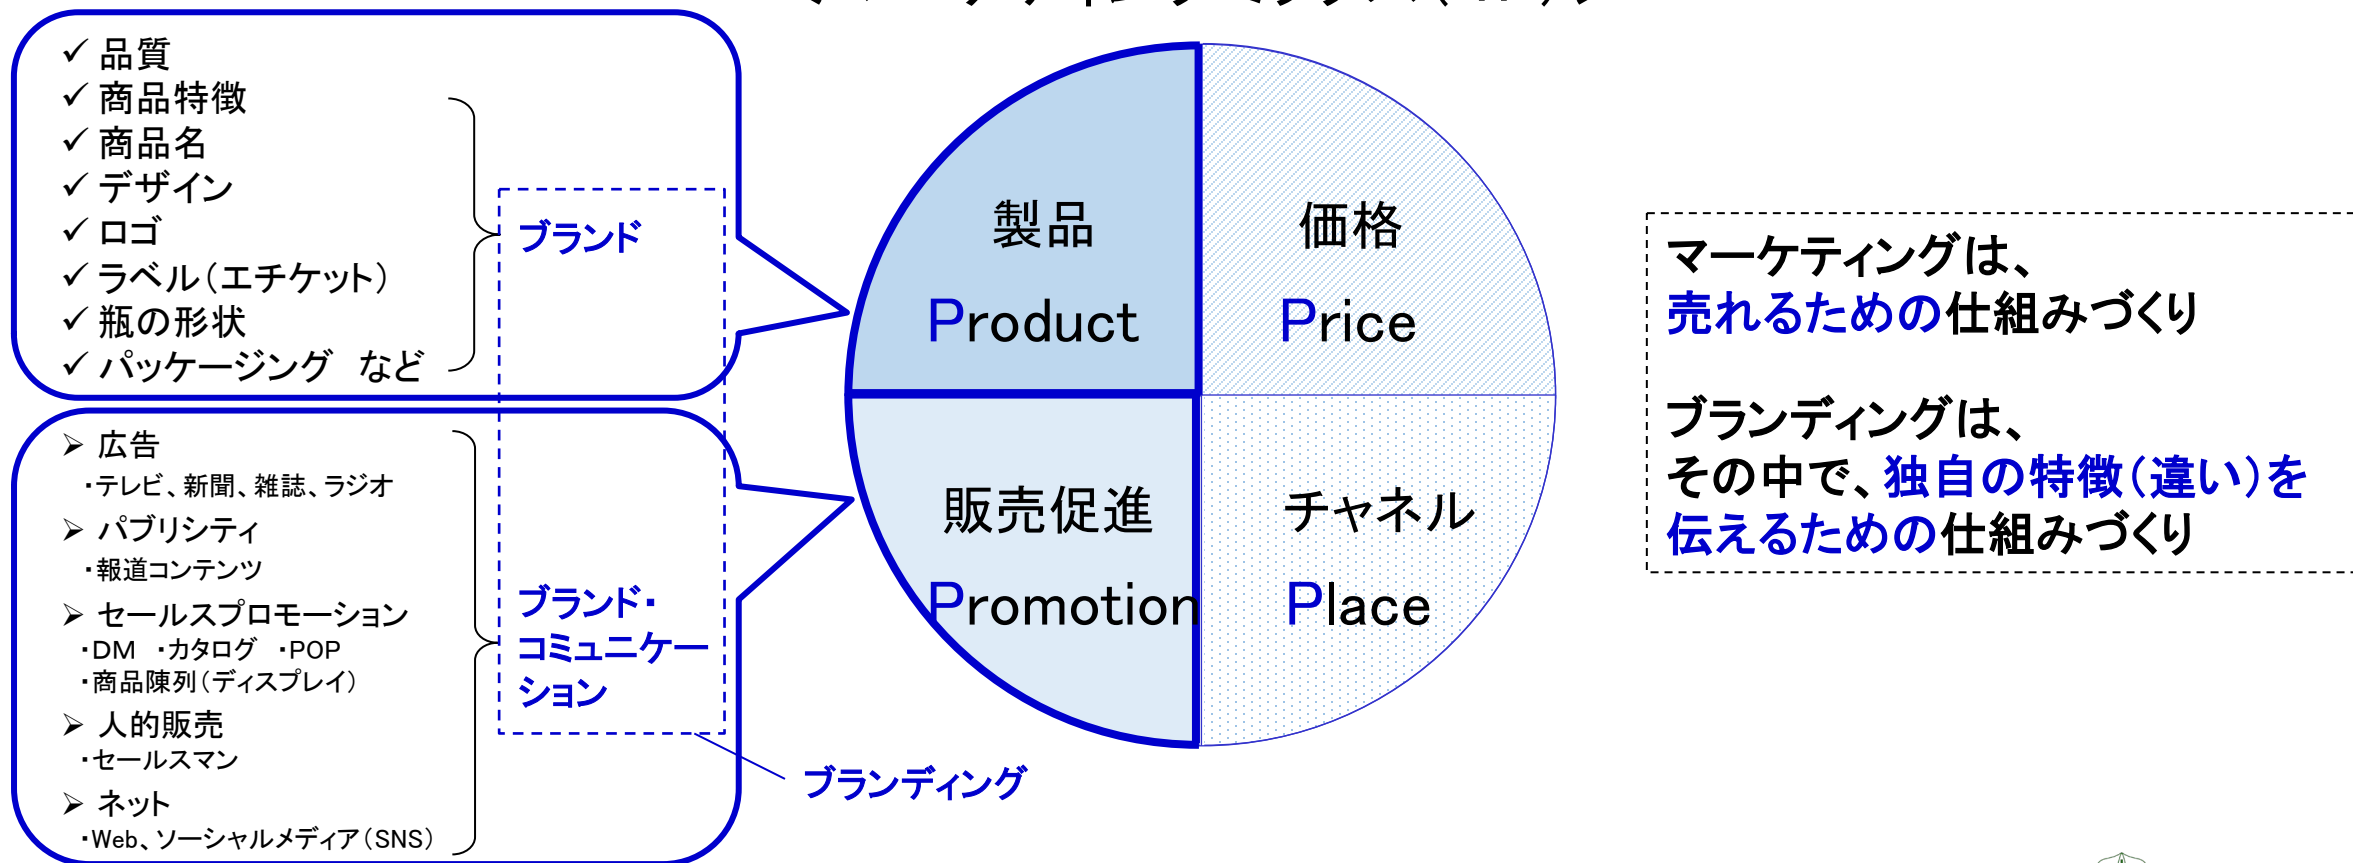 品質
商品特徴
商品名
デザイン
ロゴ
ラベル（エチケット）
瓶の形状
パッケージング　など
ブランド
広告
・テレビ、新聞、雑誌、ラジオ
パブリシティ
・報道コンテンツ
セールスプロモーション
・DM　・カタログ　・POP
・商品陳列（ディスプレイ）
人的販売
・セールスマン
ネット
・Web、ソーシャルメディア（SNS）
ブランド・
コミュニケー
ション
ブランディング
製品
Product
価格
Price
販売促進
Promotion
チャネル
Place
マーケティングは、
売れるための仕組みづくり
ブランディングは、
その中で、独自の特徴（違い）を
伝えるための仕組みづくり